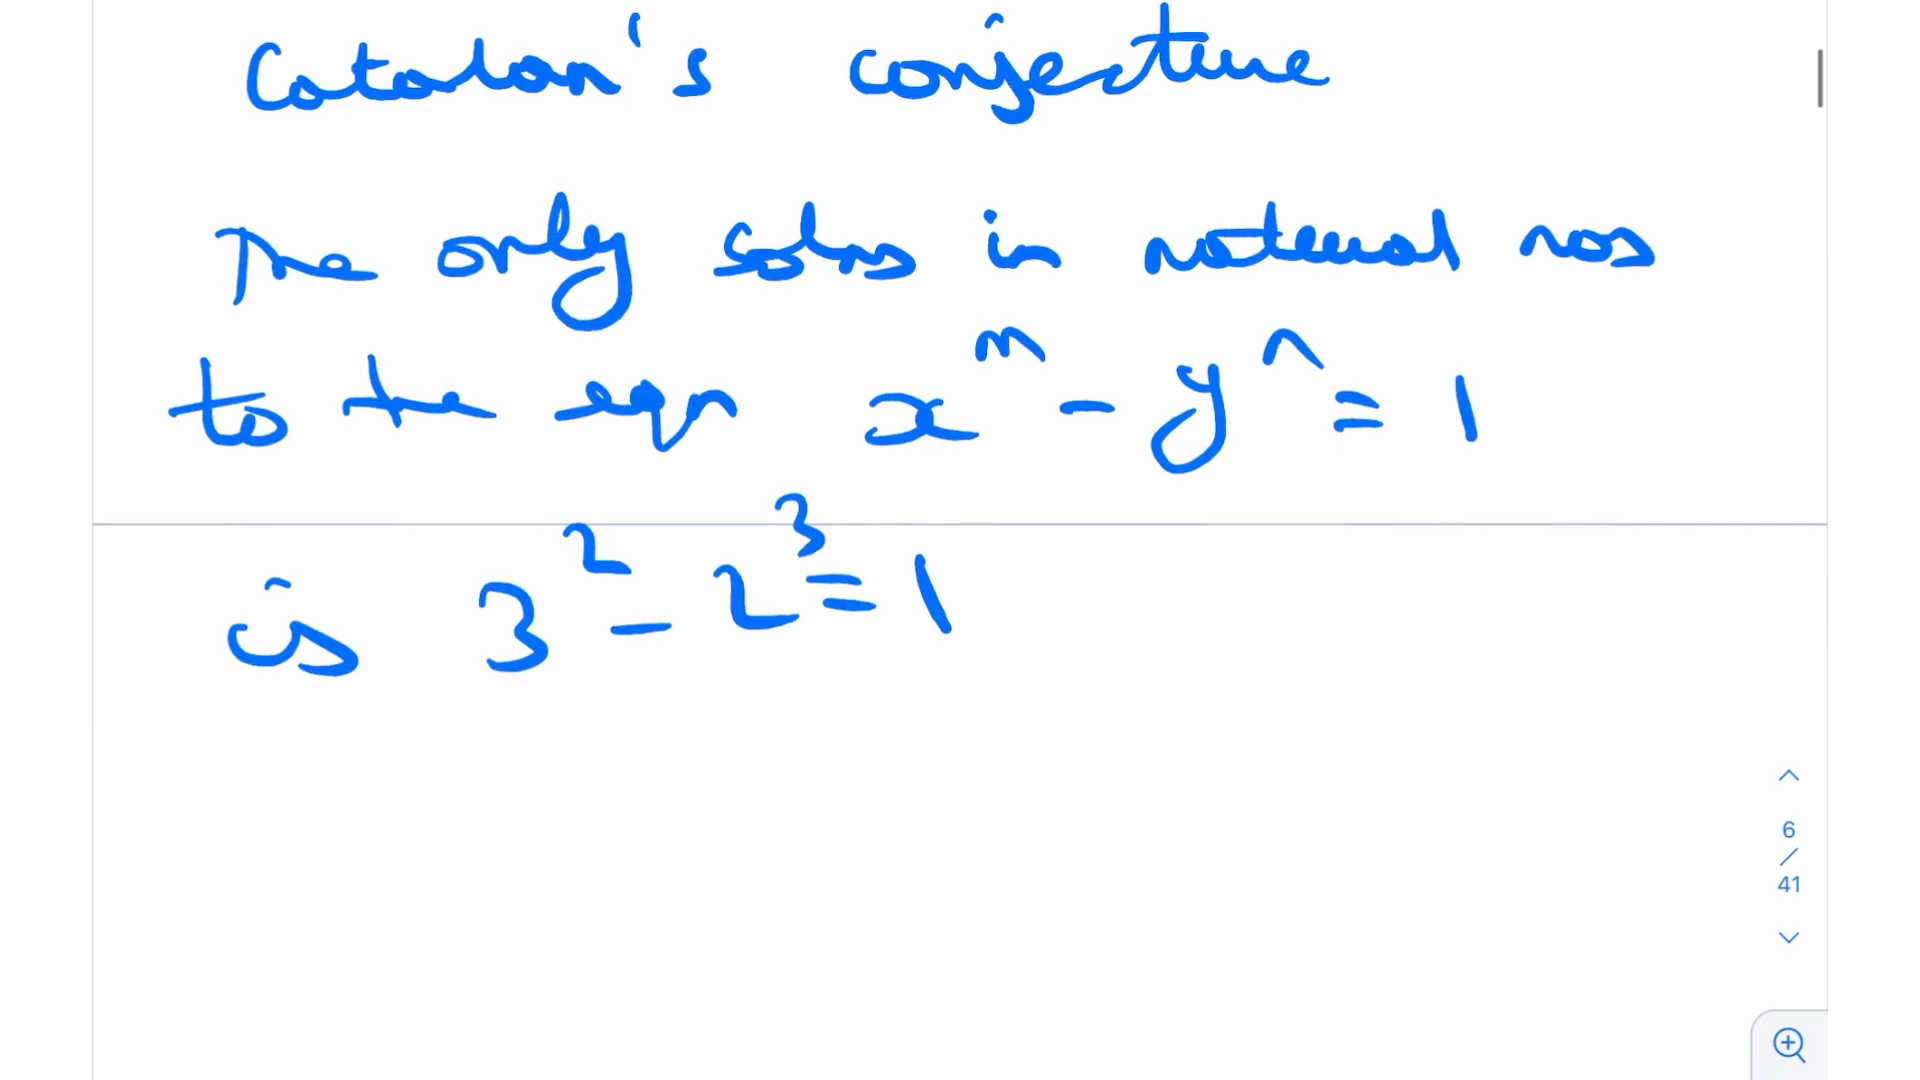 Catalan's conjecture
The only solns in natural nos
to the eqn x^m - y^n = 1
is 3^2 - 2^3 = 1
6
/
41